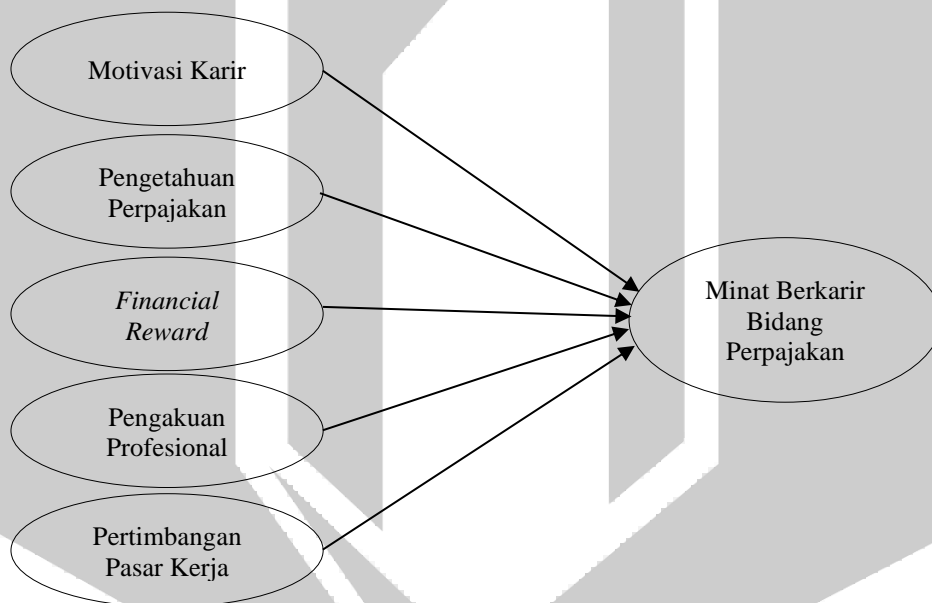 Motivasi Karir
Pengetahuan
Perpajakan
Financial
Reward
Pengakuan
Profesional
Pertimbangan
Pasar Kerja
Minat Berkarir
Bidang
Perpajakan